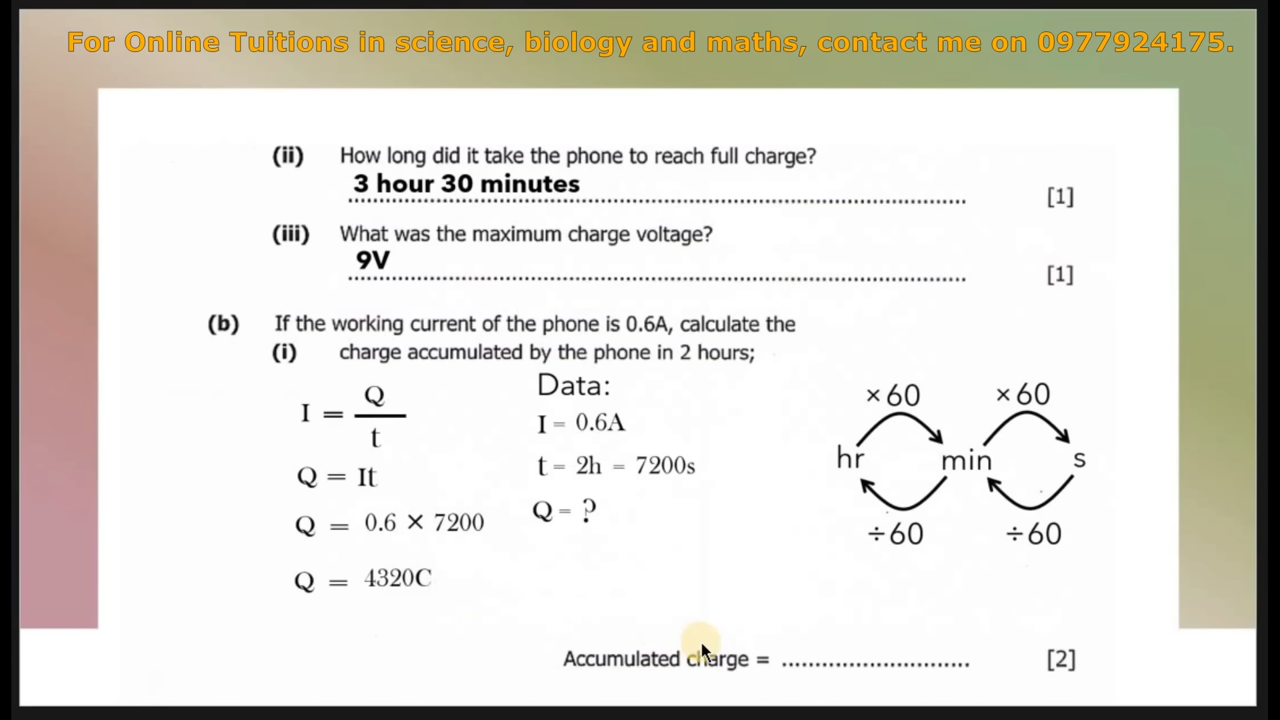 For Online Tuitions in science, biology and maths, contact me on 0977924175.
(ii) How long did it take the phone to reach full charge?
3 hour 30 minutes
[1]
(iii) What was the maximum charge voltage?
9V
[1]
(b) If the working current of the phone is 0.6A, calculate the
(i) charge accumulated by the phone in 2 hours;
I = Q / t
Q = It
Q = 0.6 × 7200
Q = 4320C
Data:
I = 0.6A
t = 2h = 7200s
Q = ?
×60 ×60
hr min s
÷60 ÷60
Accumulated charge = ............................ [2]